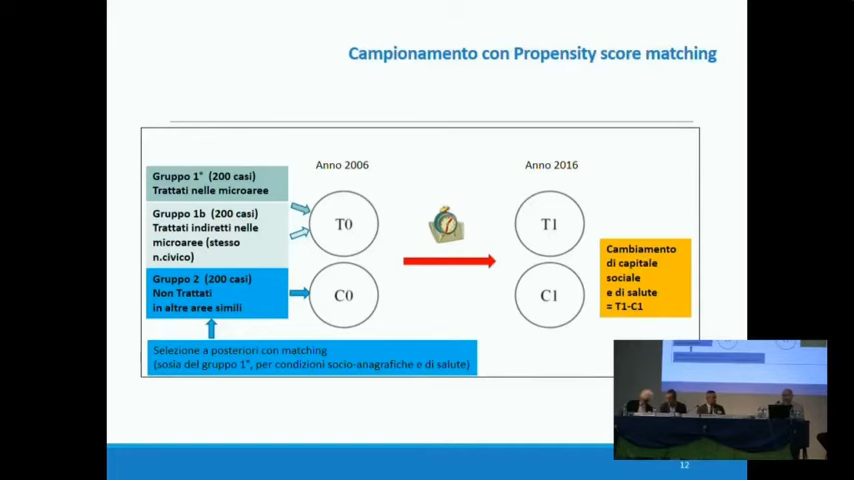 Campionamento con Propensity score matching
Anno 2006
Anno 2016
Gruppo 1° (200 casi)
Trattati nelle microaree
Gruppo 1b (200 casi)
Trattati indiretti nelle
microaree (stesso
n.civico)
Gruppo 2 (200 casi)
Non Trattati
in altre aree simili
T0
C0
T1
C1
Cambiamento
di capitale
sociale
e di salute
= T1-C1
Selezione a posteriori con matching
(sosia del gruppo 1°, per condizioni socio-anagrafiche e di salute)
12